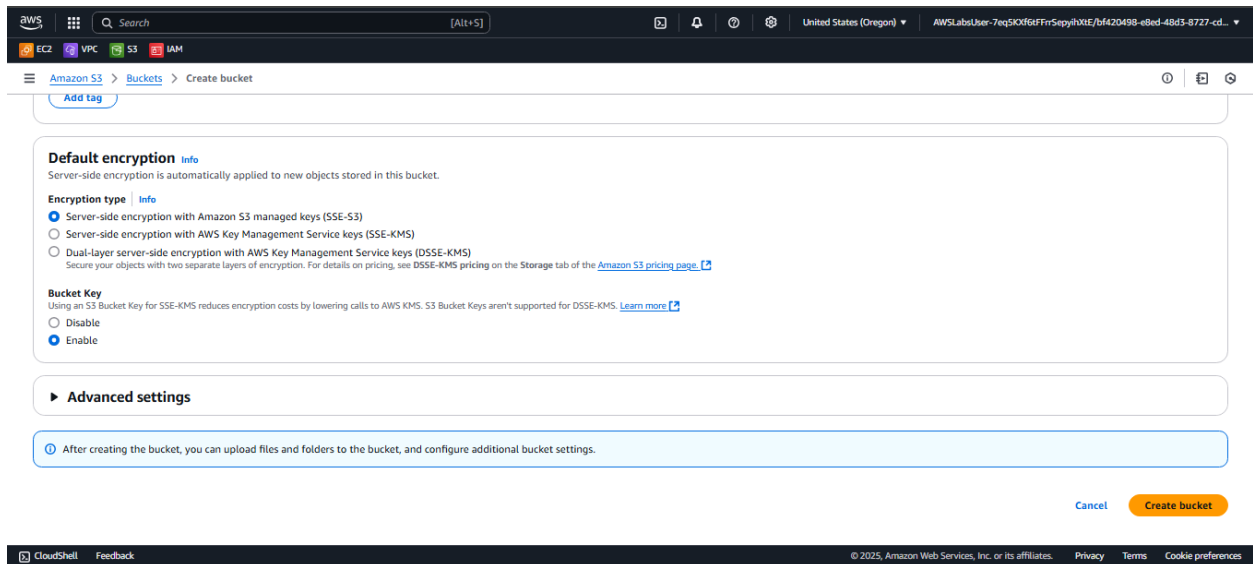 aws
Search [Alt+S] United States (Oregon) AWSLabsUser-7eq5KXf6tFFrrSepyihXtE/bf420498-e8ed-48d3-8727-cd...
EC2 VPC S3 IAM
Amazon S3 > Buckets > Create bucket
Add tag
Default encryption Info
Server-side encryption is automatically applied to new objects stored in this bucket.
Encryption type Info
Server-side encryption with Amazon S3 managed keys (SSE-S3)
Server-side encryption with AWS Key Management Service keys (SSE-KMS)
Dual-layer server-side encryption with AWS Key Management Service keys (DSSE-KMS)
Secure your objects with two separate layers of encryption. For details on pricing, see DSSE-KMS pricing on the Storage tab of the Amazon S3 pricing page.
Bucket Key
Using an S3 Bucket Key for SSE-KMS reduces encryption costs by lowering calls to AWS KMS. S3 Bucket Keys aren't supported for DSSE-KMS. Learn more
Disable
Enable
Advanced settings
After creating the bucket, you can upload files and folders to the bucket, and configure additional bucket settings.
Cancel Create bucket
CloudShell Feedback © 2025, Amazon Web Services, Inc. or its affiliates. Privacy Terms Cookie preferences